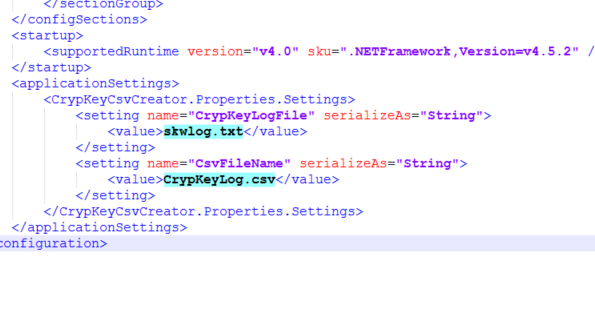 </sectionGroup>
</configSections>
<startup>
<supportedRuntime version="v4.0" sku=".NETFramework,Version=v4.5.2" /
</startup>
<applicationSettings>
<CrypKeyCsvCreator.Properties.Settings>
<setting name="CrypKeyLogFile" serializeAs="String">
<value>skwlog.txt</value>
</setting>
<setting name="CsvFileName" serializeAs="String">
<value>CrypKeyLog.csv</value>
</setting>
</CrypKeyCsvCreator.Properties.Settings>
</applicationSettings>
configuration>